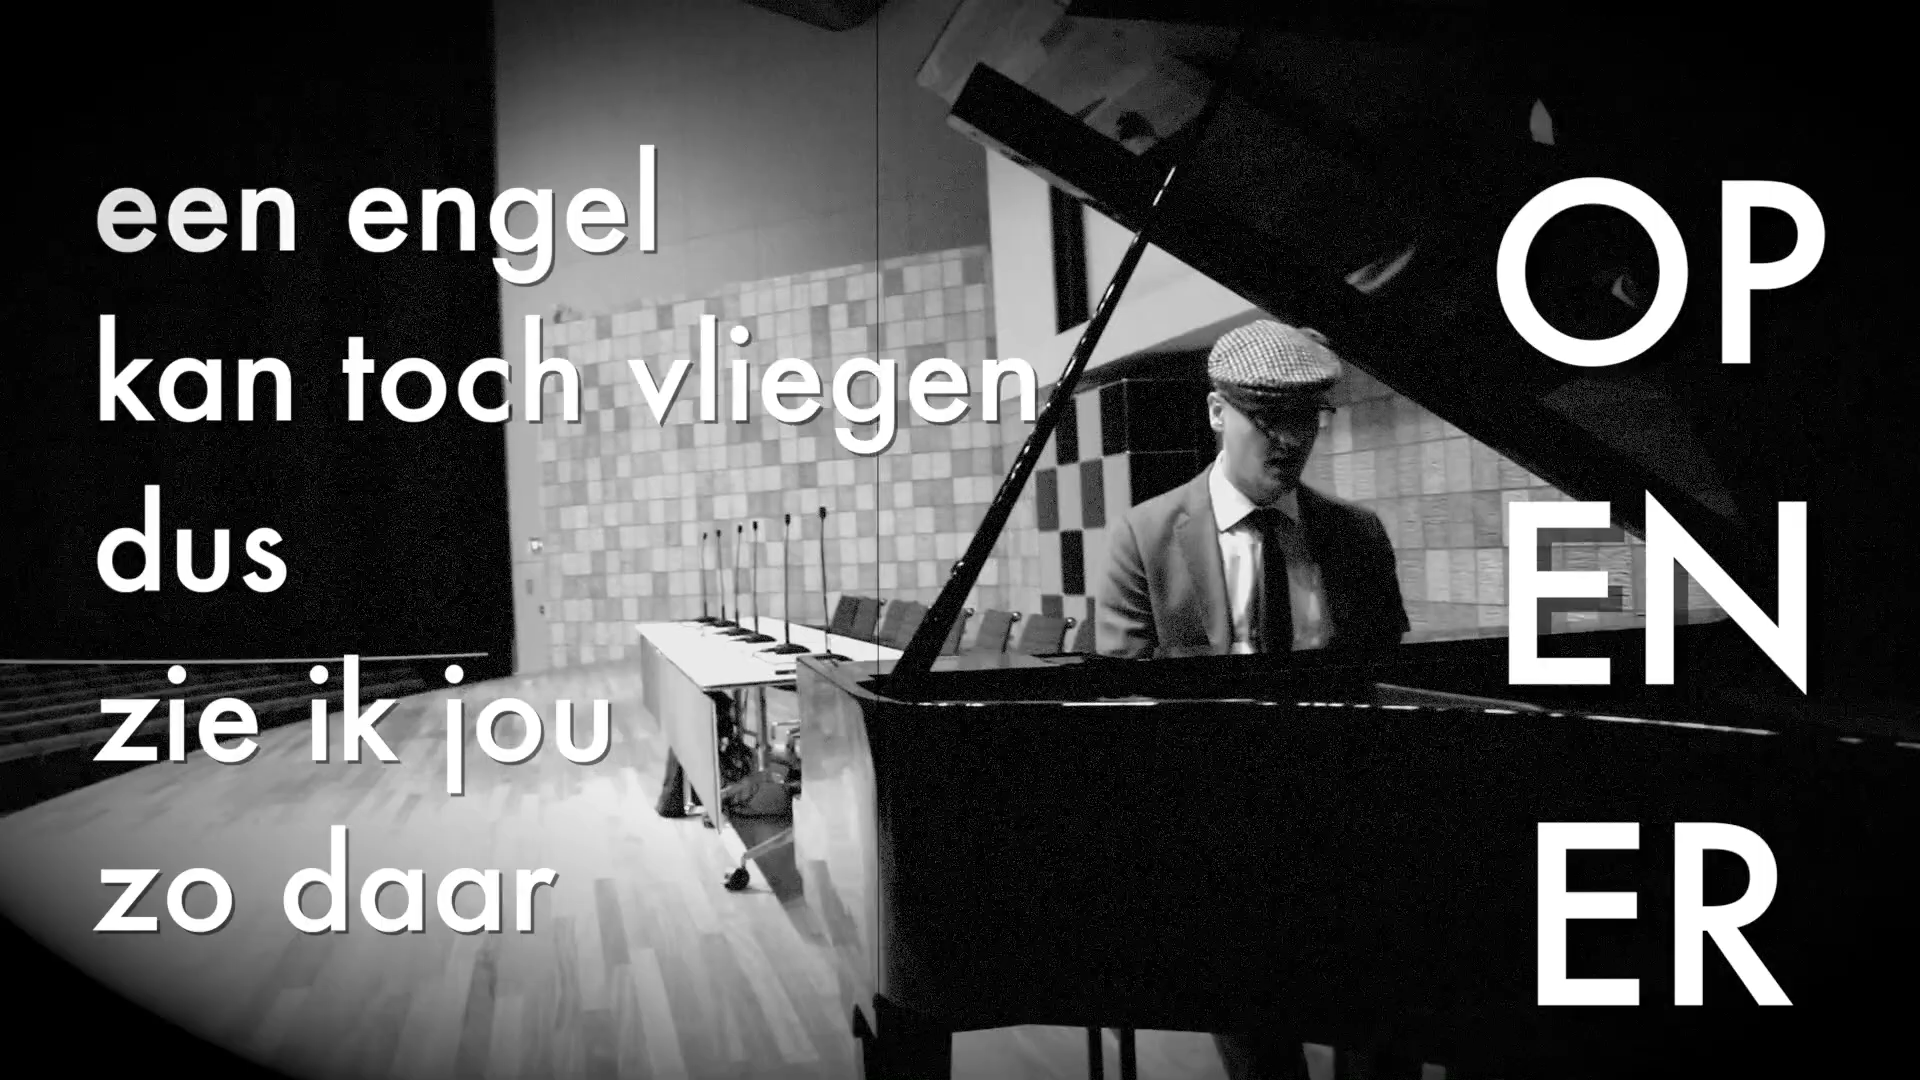 een engel
kan toch vliegen
dus
zie ik jou
zo daar
OP
EN
ER